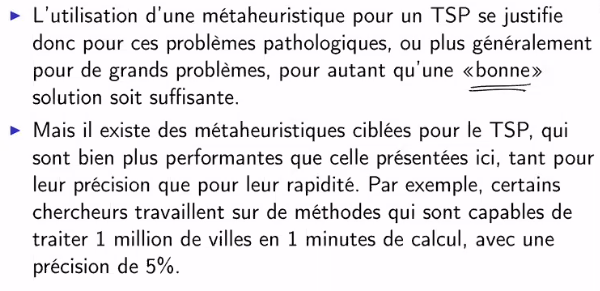 ▶ L'utilisation d'une métaheuristique pour un TSP se justifie
donc pour ces problèmes pathologiques, ou plus généralement
pour de grands problèmes, pour autant qu'une «bonne»
solution soit suffisante.
▶ Mais il existe des métaheuristiques ciblées pour le TSP, qui
sont bien plus performantes que celle présentées ici, tant pour
leur précision que pour leur rapidité. Par exemple, certains
chercheurs travaillent sur de méthodes qui sont capables de
traiter 1 million de villes en 1 minutes de calcul, avec une
précision de 5%.